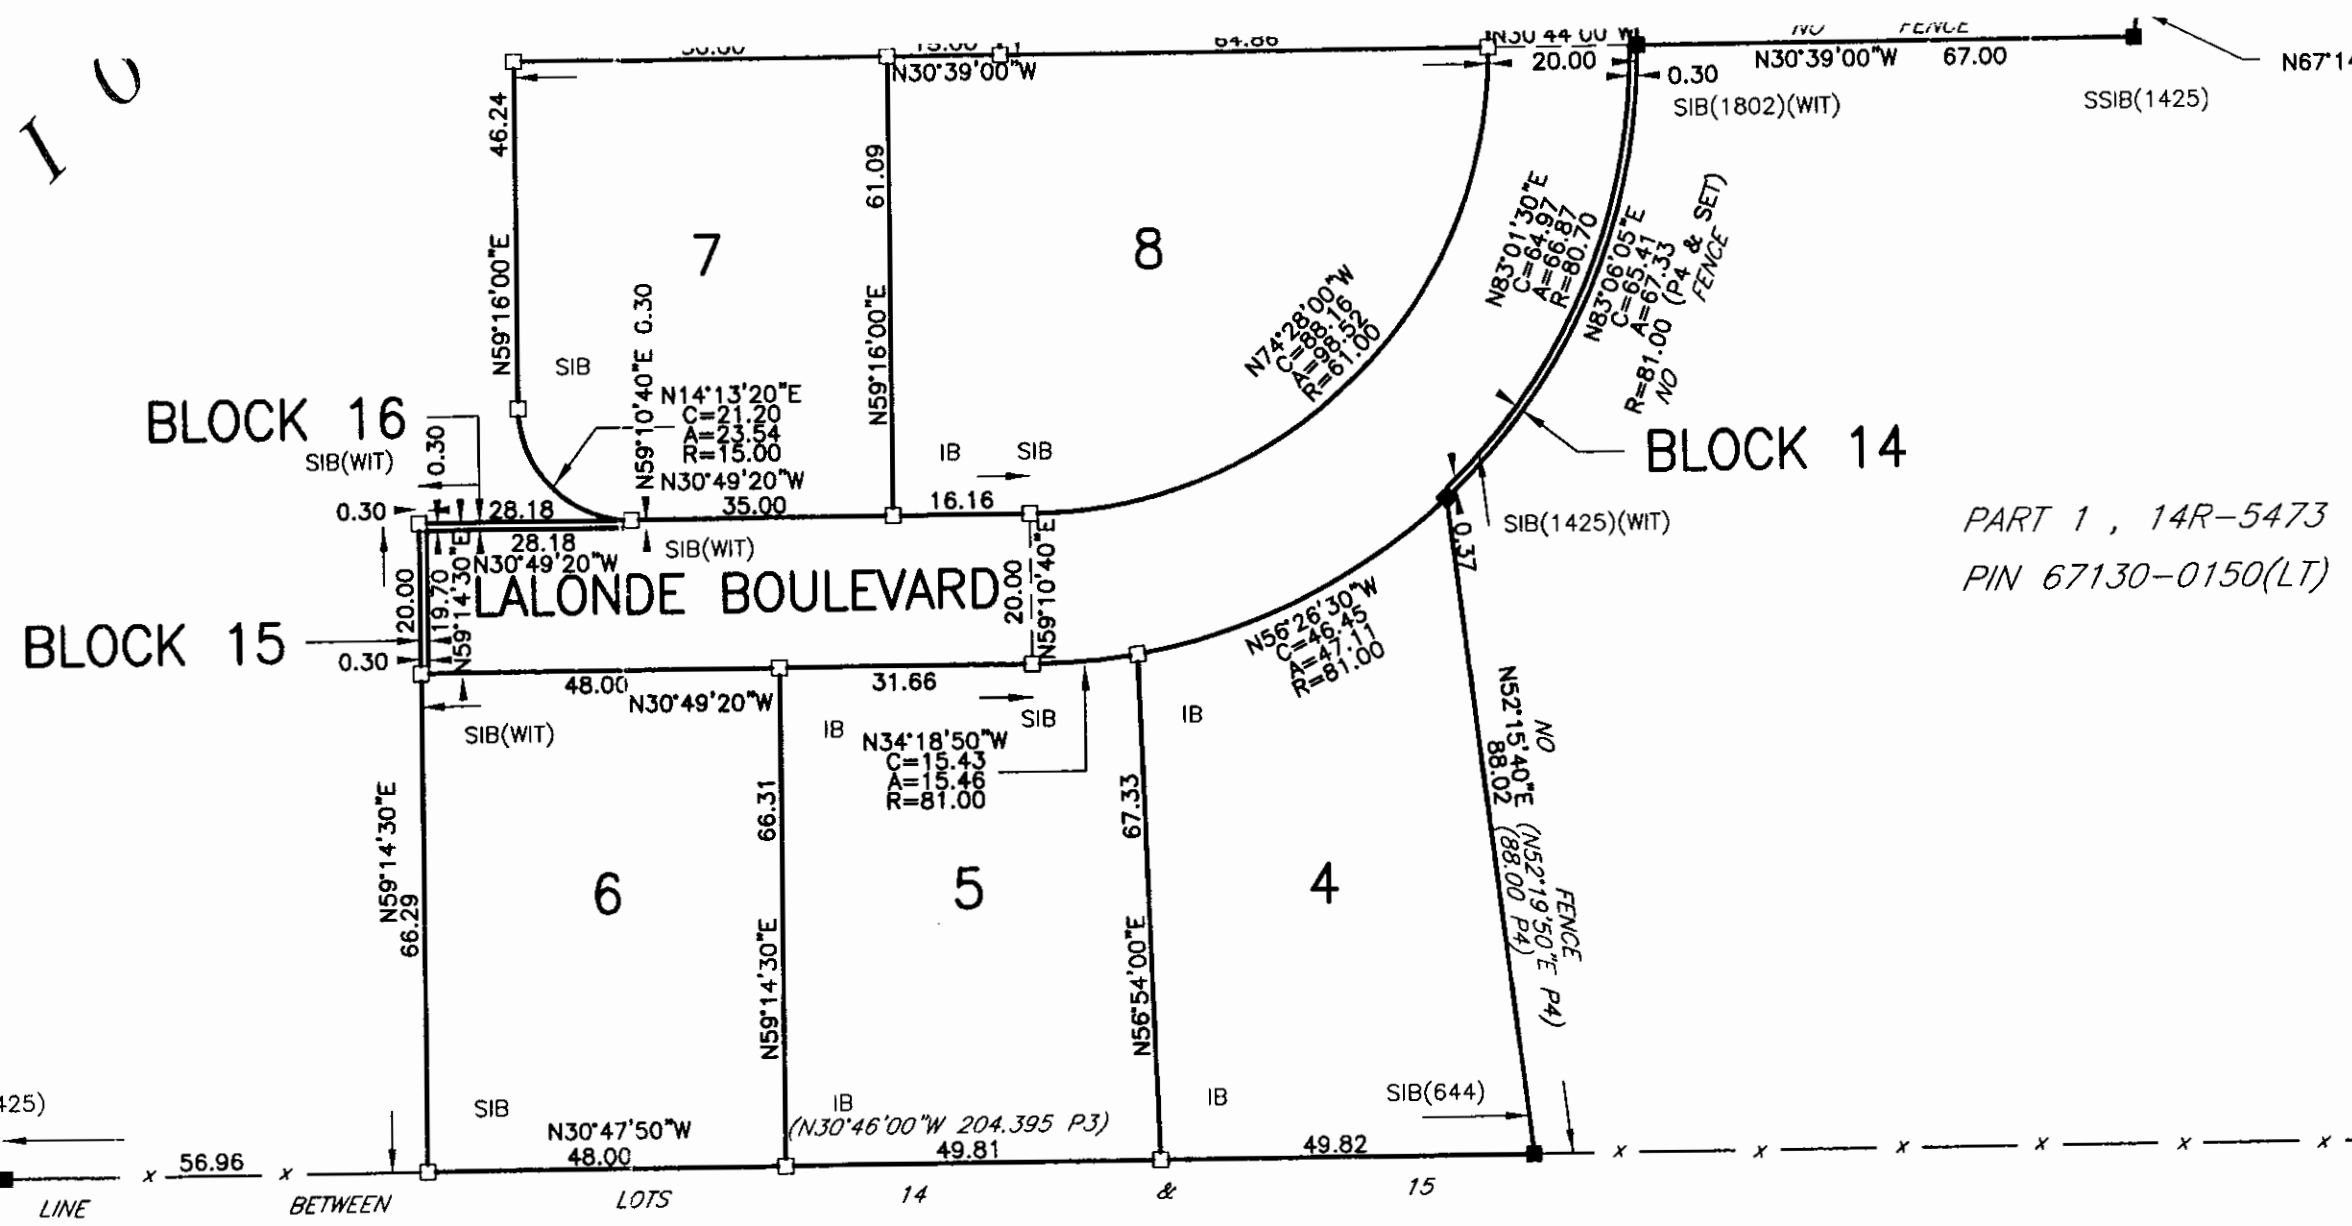 I O
64.86
N30°44'00"W
NO FENCE
N30°39'00"W
20.00
N30°39'00"W 67.00
N67°14
0.30
SIB(1802)(WIT)
SSIB(1425)
46.24
N59°16'00"E
61.09
N59°16'00"E
7
8
SIB
N59°10'40"E 0.30
N14°13'20"E
C=21.20
A=23.54
R=15.00
N30°49'20"W
35.00
N74°28'00"W
C=88.16
A=98.52
R=61.00
N83°01'30"E
C=64.97
A=66.87
R=80.70
N83°06'05"E
C=65.41
A=67.33
R=81.00 (P4 & SET)
NO FENCE
BLOCK 16
SIB(WIT)
0.30
0.30
28.18
28.18
N30°49'20"W
SIB(WIT)
IB
SIB
16.16
BLOCK 14
SIB(1425)(WIT)
0.37
PART 1 , 14R-5473
PIN 67130-0150(LT)
LALONDE BOULEVARD
BLOCK 15
20.00
19.70
N59°14'30"E
0.30
20.00
N59°10'40"E
48.00
N30°49'20"W
SIB(WIT)
31.66
IB
SIB
IB
N34°18'50"W
C=15.43
A=15.46
R=81.00
N56°26'30"W
C=46.45
A=47.11
R=81.00
N59°14'30"E
66.29
66.31
N59°14'30"E
67.33
N56°54'00"E
N52°15'40"E (N52°19'50"E P4)
88.02 (88.00 P4)
NO FENCE
6
5
4
425)
SIB
IB
IB
SIB(644)
N30°47'50"W
48.00
(N30°46'00"W 204.395 P3)
49.81
49.82
x 56.96 x
x x x x x
LINE BETWEEN LOTS 14 & 15